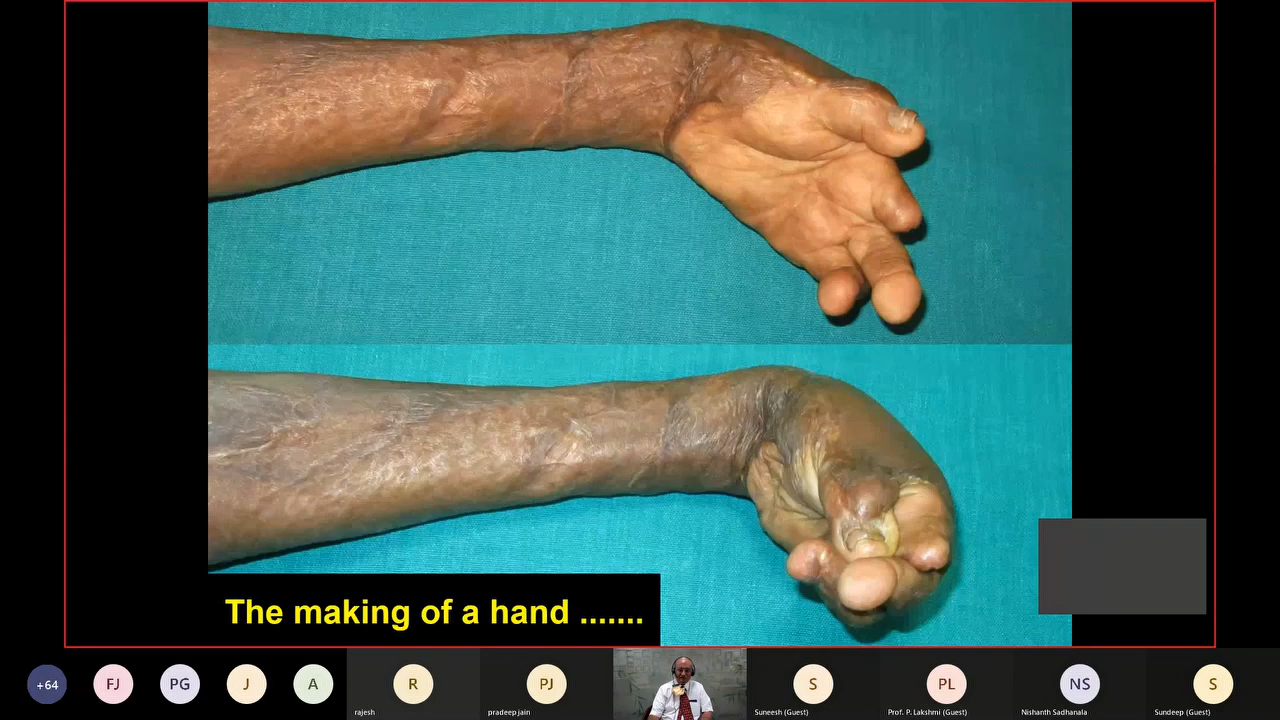 The making of a hand .......
+64
FJ
PG
J
A
R
PJ
S
PL
NS
S
rajesh
pradeep jain
Suneesh (Guest)
Prof. P. Lakshmi (Guest)
Nishanth Sadhanala
Sundeep (Guest)